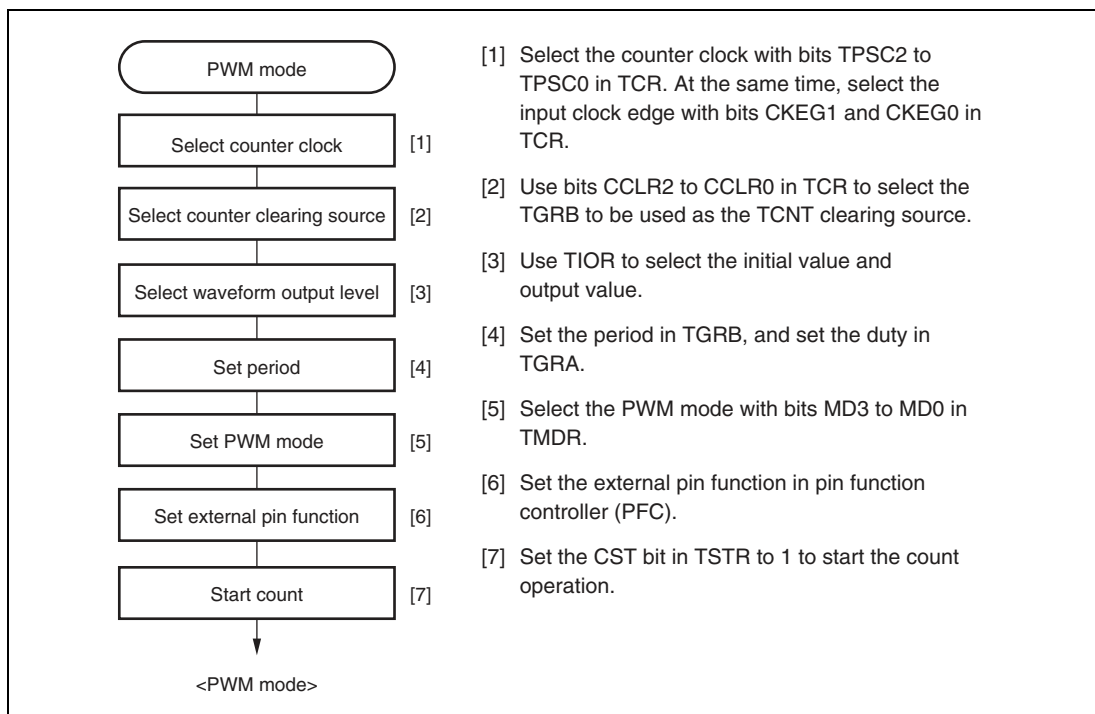 PWM mode
Select counter clock [1]
Select counter clearing source [2]
Select waveform output level [3]
Set period [4]
Set PWM mode [5]
Set external pin function [6]
Start count [7]
<PWM mode>
[1] Select the counter clock with bits TPSC2 to
TPSC0 in TCR. At the same time, select the
input clock edge with bits CKEG1 and CKEG0 in
TCR.
[2] Use bits CCLR2 to CCLR0 in TCR to select the
TGRB to be used as the TCNT clearing source.
[3] Use TIOR to select the initial value and
output value.
[4] Set the period in TGRB, and set the duty in
TGRA.
[5] Select the PWM mode with bits MD3 to MD0 in
TMDR.
[6] Set the external pin function in pin function
controller (PFC).
[7] Set the CST bit in TSTR to 1 to start the count
operation.